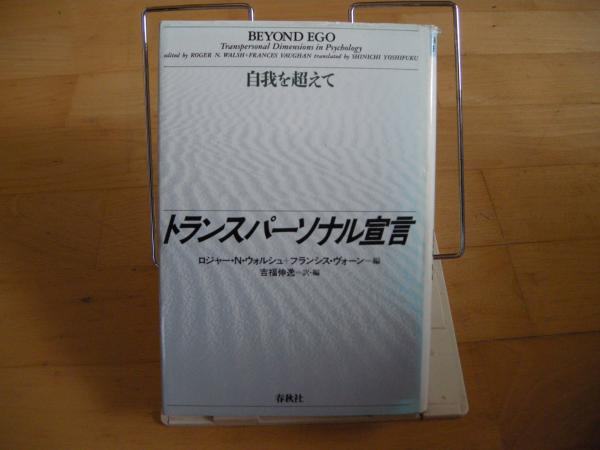 BEYOND EGO
Transpersonal Dimensions in Psychology
edited by ROGER N. WALSH+FRANCES VAUGHAN translated by SHINICHI YOSHIFUKU
自我を超えて
トランスパーソナル宣言
ロジャー・N・ウォルシュ+フランシス・ヴォーン=編
吉福伸逸=訳・編
春秋社